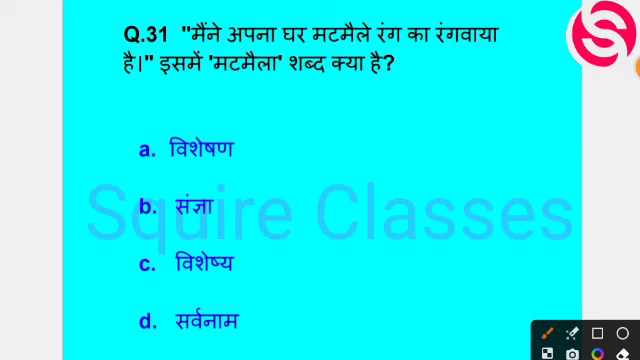 Q.31 "मैंने अपना घर मटमैले रंग का रंगवाया
है।" इसमें 'मटमैला' शब्द क्या है?
a. विशेषण
b. संज्ञा
Squire Classes
c. विशेष्य
d. सर्वनाम